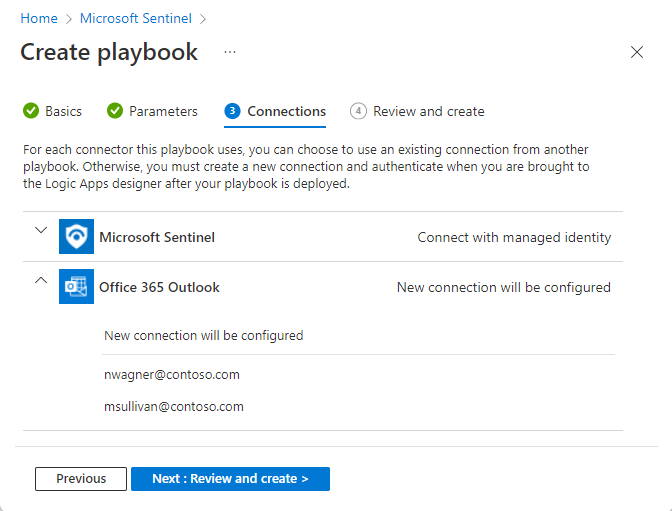 Home > Microsoft Sentinel >
Create playbook ...
Basics Parameters 3 Connections 4 Review and create
For each connector this playbook uses, you can choose to use an existing connection from another
playbook. Otherwise, you must create a new connection and authenticate when you are brought to
the Logic Apps designer after your playbook is deployed.
Microsoft Sentinel Connect with managed identity
Office 365 Outlook New connection will be configured
New connection will be configured
nwagner@contoso.com
msullivan@contoso.com
Previous Next : Review and create >